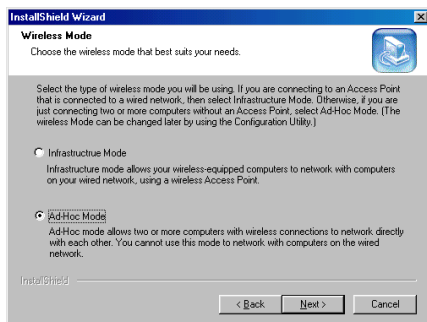 InstallShield Wizard
Wireless Mode
Choose the wireless mode that best suits your needs.
Select the type of wireless mode you will be using. If you are connecting to an Access Point
that is connected to a wired network, then select Infrastructure Mode. Otherwise, if you are
just connecting two or more computers without an Access Point, select Ad-Hoc Mode. (The
wireless Mode can be changed later by using the Configuration Utility.)
Infrastructrue Mode
Infrastructure mode allows your wireless-equipped computers to network with computers
on your wired network, using a wireless Access Point.
Ad-Hoc Mode
Ad-Hoc mode allows two or more computers with wireless connections to network directly
with each other. You cannot use this mode to network with computers on the wired
network.
InstallShield
< Back
Next >
Cancel